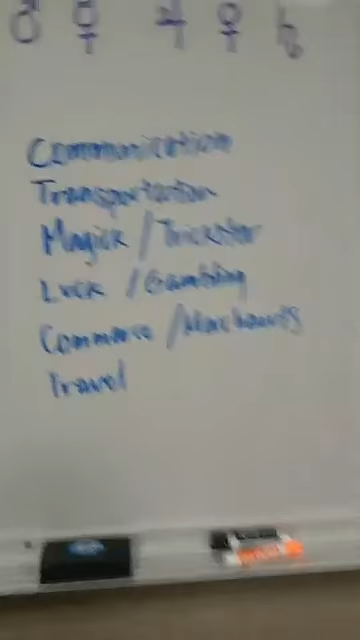 ♂ ☿ ♃ ♀ ♄
Communication
Transportation
Magick / Trickster
Luck / Gambling
Commerce / Merchants
Travel